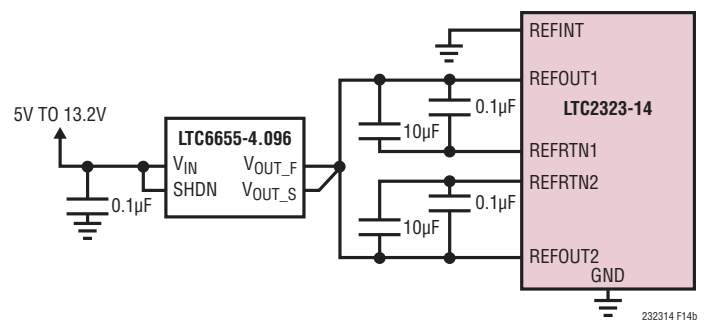 REFINT
REFOUT1
5V TO 13.2V
LTC6655-4.096
0.1µF
LTC2323-14
10µF
VIN
VOUT_F
REFRTN1
SHDN
VOUT_S
REFRTN2
0.1µF
0.1µF
10µF
REFOUT2
GND
232314 F14b